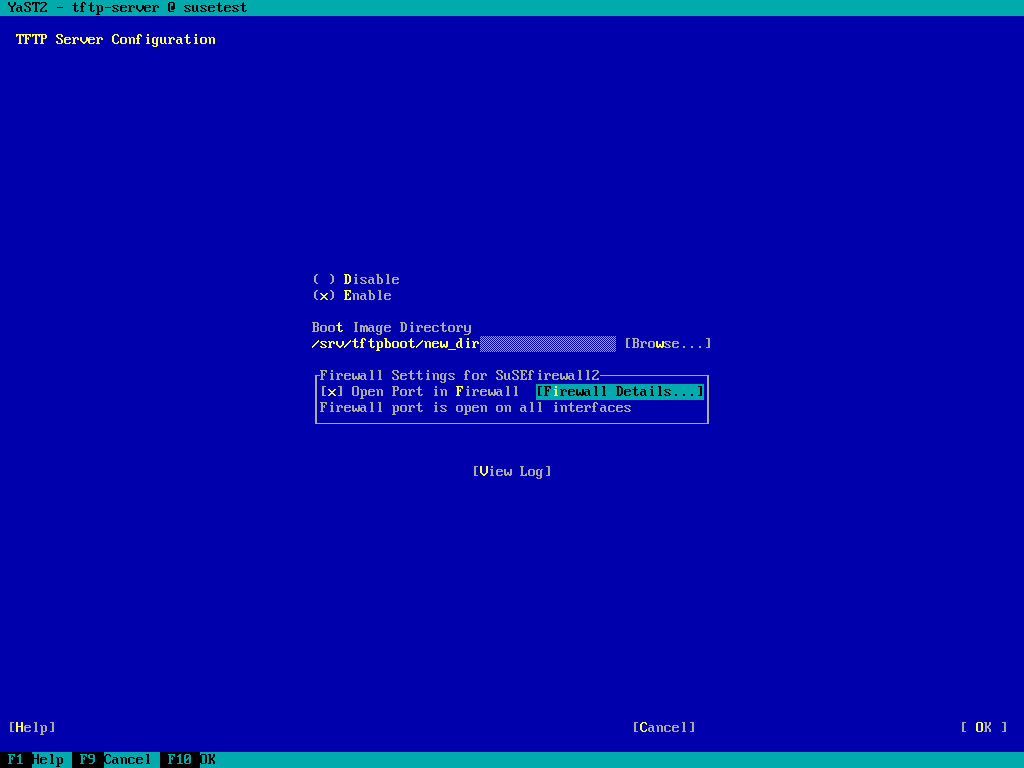 YaST2 - tftp-server @ susetest
TFTP Server Configuration
( ) Disable
(x) Enable
Boot Image Directory
/srv/tftpboot/new_dir [Browse...]
Firewall Settings for SuSEfirewall2
[x] Open Port in Firewall [Firewall Details...]
Firewall port is open on all interfaces
[View Log]
[Help] [Cancel] [ OK ]
F1 Help F9 Cancel F10 OK